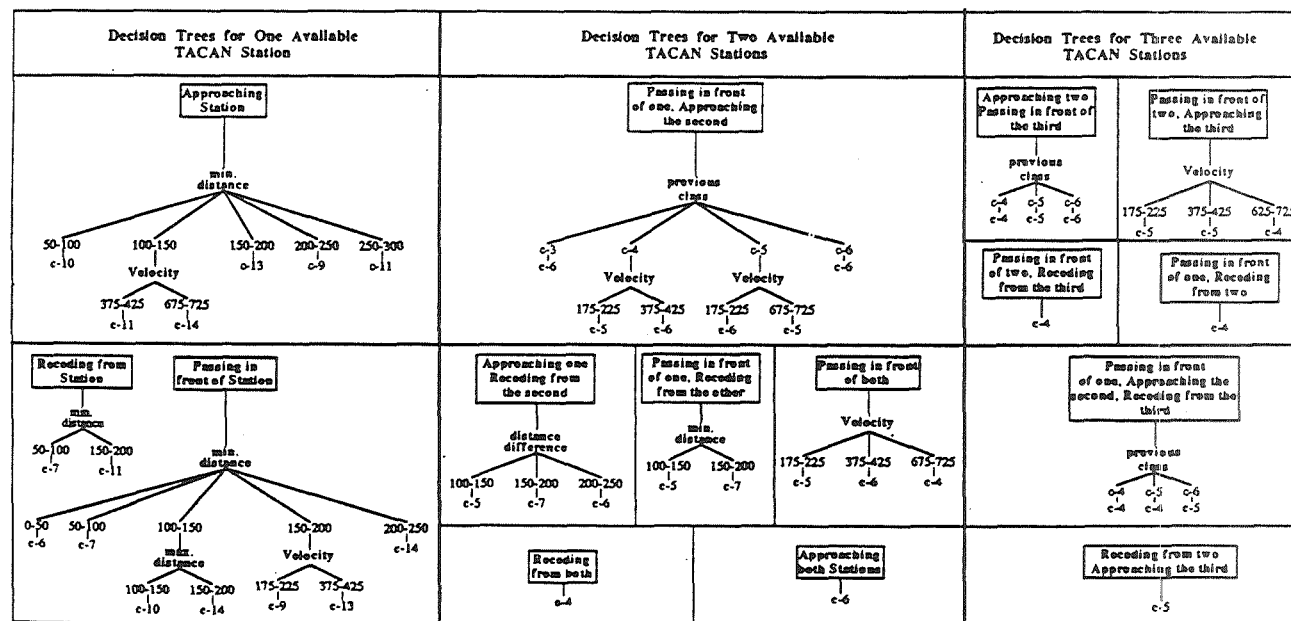 Decision Trees for One Available
TACAN Station
Decision Trees for Two Available
TACAN Stations
Decision Trees for Three Available
TACAN Stations
Approaching
Station
min.
distance
50-100 100-150 150-200 200-250 250-300
c-10 c-13 c-9 c-11
Velocity
375-425 675-725
c-11 c-14
Passing in front
of one, Approaching
the second
previous
class
c-3 c-4 c-5 c-6
c-6 c-6
Velocity Velocity
175-225 375-425 175-225 675-725
c-5 c-6 c-6 c-5
Approaching two
Passing in front of
the third
previous
class
c-4 c-5 c-6
c-4 c-5 c-6
Passing in front of
two, Approaching
the third
Velocity
175-225 375-425 625-725
c-5 c-5 c-4
Passing in front
of two, Receding
from the third
c-4
Passing in front
of one, Receding
from two
c-4
Receding from
Station
min.
distance
50-100 150-200
c-7 c-11
Passing in
front of Station
min.
distance
0-50 50-100 100-150 150-200 200-250
c-6 c-7 c-14
max.
distance
Velocity
100-150 150-200 175-225 375-425
c-10 c-14 c-9 c-13
Approaching one
Receding from
the second
distance
difference
100-150 150-200 200-250
c-5 c-7 c-6
Passing in front
of one, Receding
from the other
min.
distance
100-150 150-200
c-5 c-7
Passing in front
of both
Velocity
175-225 375-425 675-725
c-5 c-6 c-4
Receding
from both
c-4
Approaching
both Stations
c-6
Passing in front
of one, Approaching the
second, Receding from the
third
previous
class
c-4 c-5 c-6
c-4 c-4 c-5
Receding from two
Approaching the third
c-5